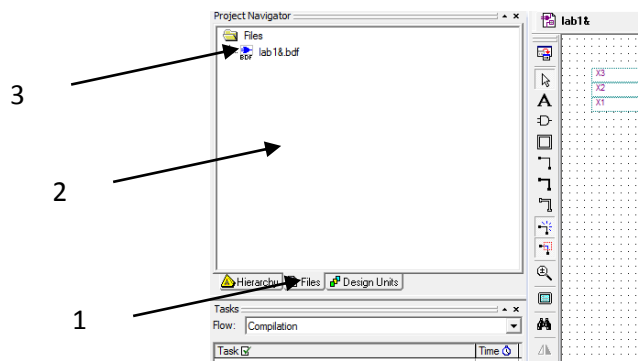 Project Navigator
lab1&
Files
BDF lab1&.bdf
3
X3
X2
X1
A
2
Hierarchy Files Design Units
1
Tasks
Flow: Compilation
Task Time